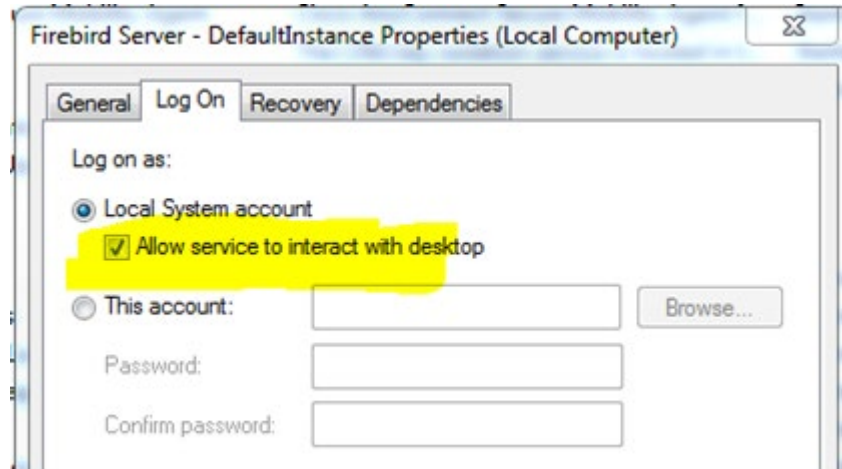 Firebird Server - DefaultInstance Properties (Local Computer)
General Log On Recovery Dependencies
Log on as:
Local System account
Allow service to interact with desktop
This account: Browse...
Password:
Confirm password: